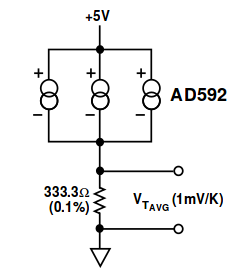 +5V
+ + +
AD592
− − −
333.3Ω
(0.1%)
VTAVG (1mV/K)